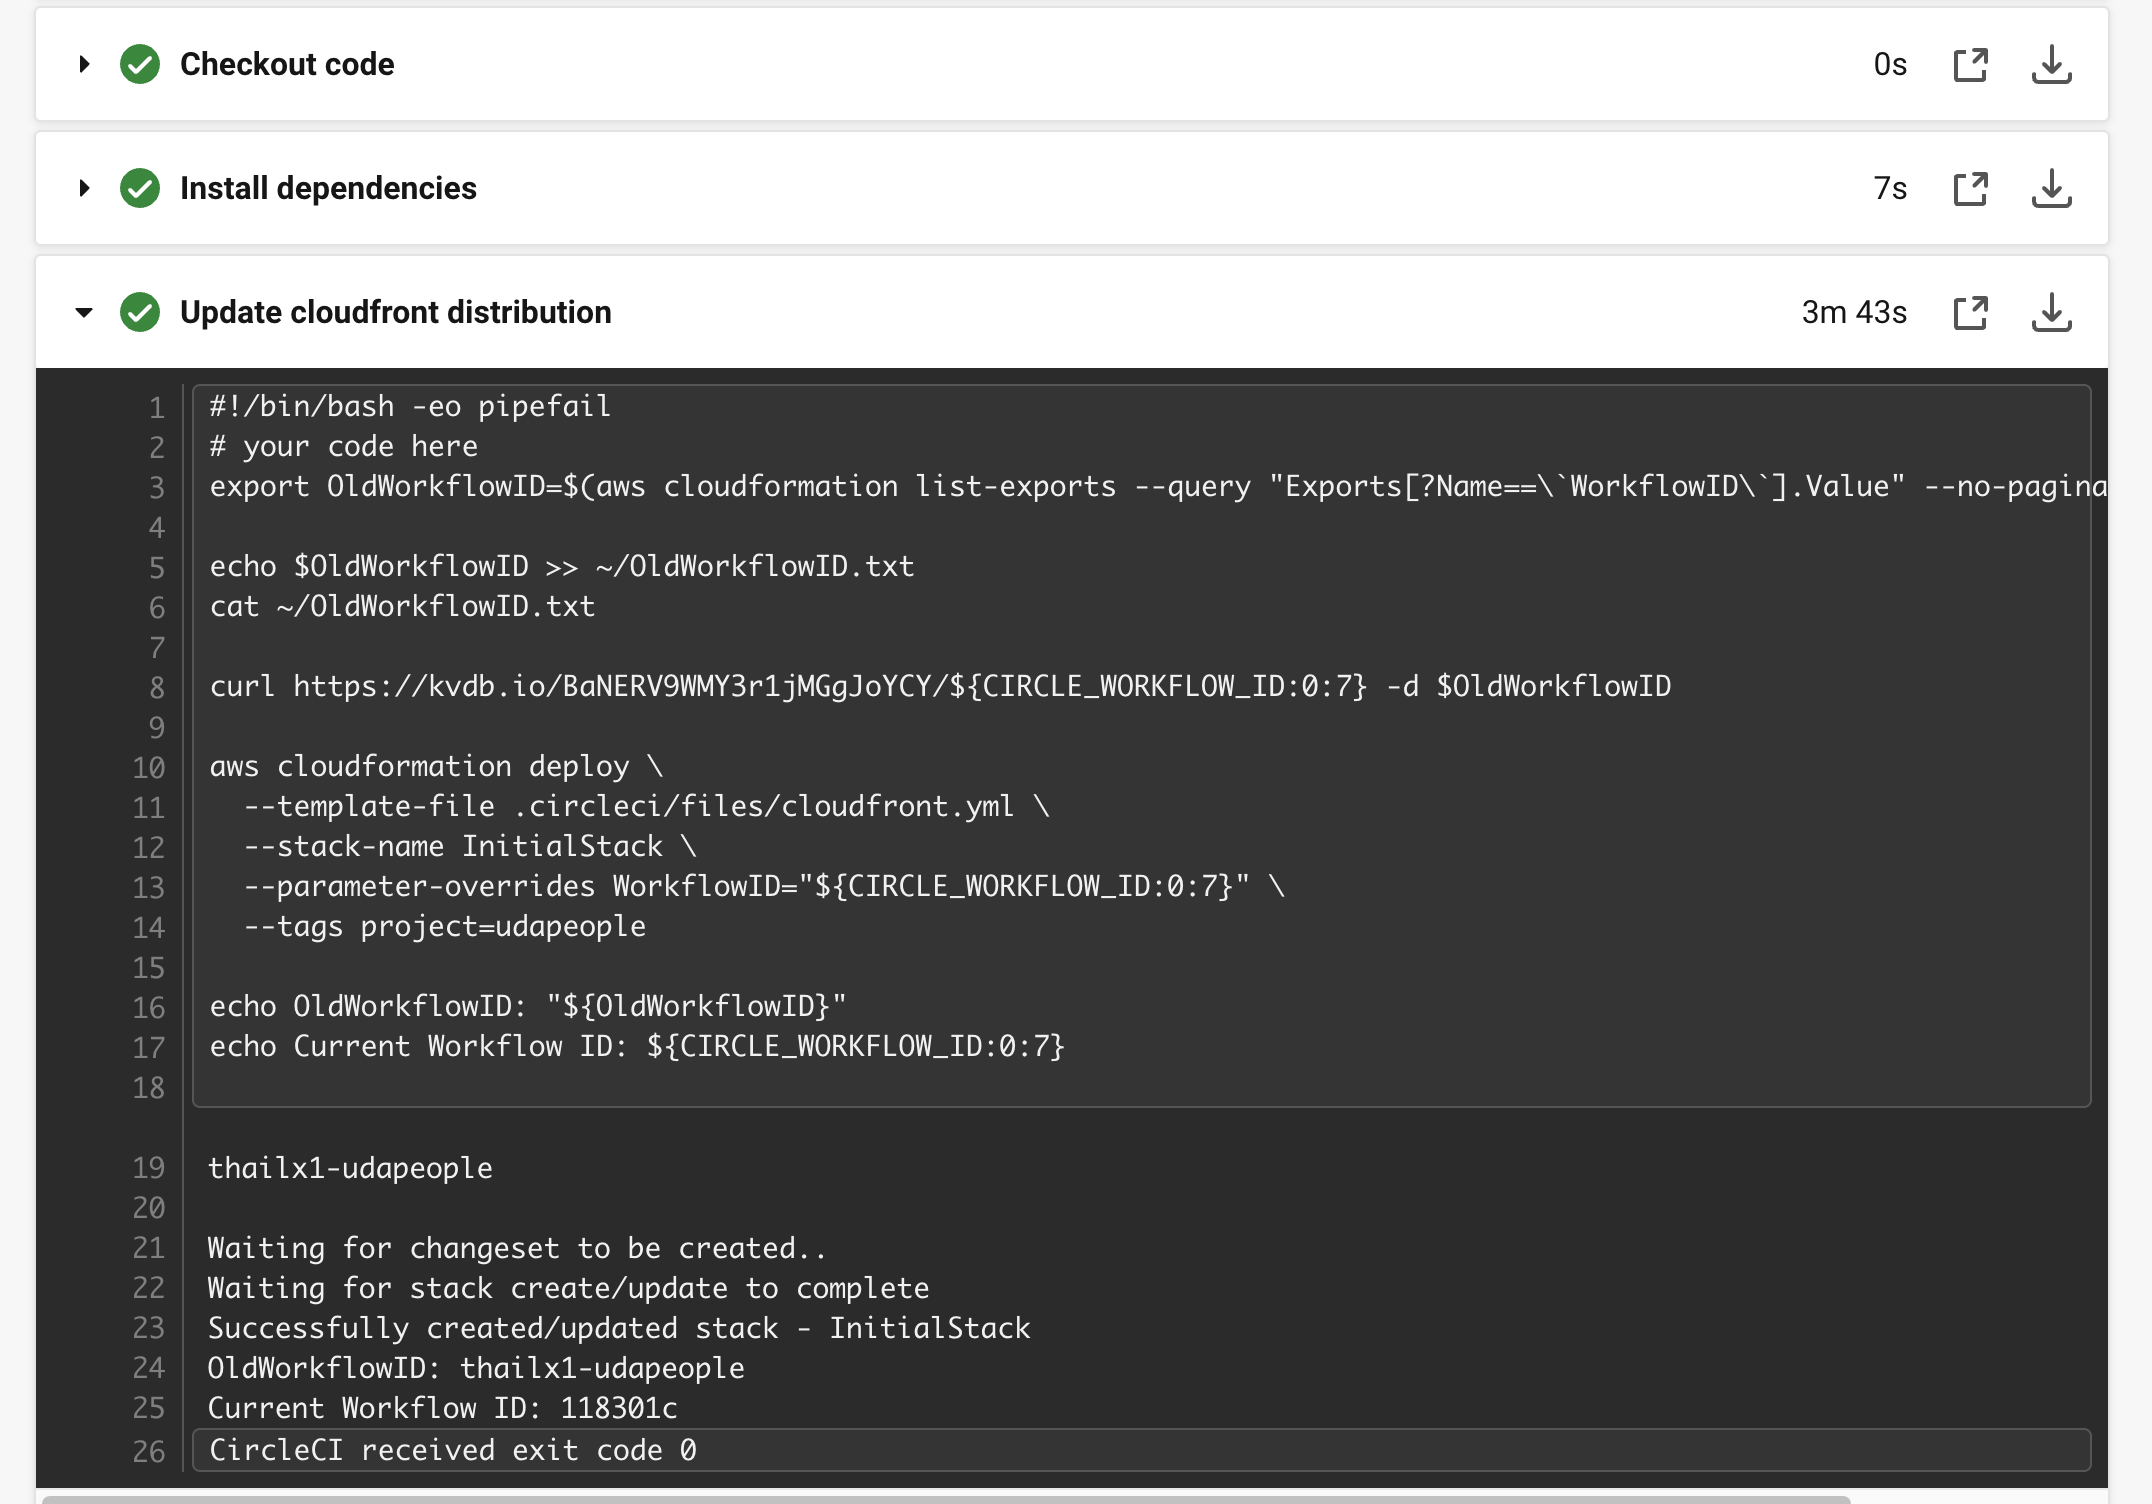 Checkout code 0s
Install dependencies 7s
Update cloudfront distribution 3m 43s
1 #!/bin/bash -eo pipefail
2 # your code here
3 export OldWorkflowID=$(aws cloudformation list-exports --query "Exports[?Name==\`WorkflowID\`].Value" --no-pagina
4
5 echo $OldWorkflowID >> ~/OldWorkflowID.txt
6 cat ~/OldWorkflowID.txt
7
8 curl https://kvdb.io/BaNERV9WMY3r1jMGgJoYCY/${CIRCLE_WORKFLOW_ID:0:7} -d $OldWorkflowID
9
10 aws cloudformation deploy \
11   --template-file .circleci/files/cloudfront.yml \
12   --stack-name InitialStack \
13   --parameter-overrides WorkflowID="${CIRCLE_WORKFLOW_ID:0:7}" \
14   --tags project=udapeople
15
16 echo OldWorkflowID: "${OldWorkflowID}"
17 echo Current Workflow ID: ${CIRCLE_WORKFLOW_ID:0:7}
18
19 thailx1-udapeople
20
21 Waiting for changeset to be created..
22 Waiting for stack create/update to complete
23 Successfully created/updated stack - InitialStack
24 OldWorkflowID: thailx1-udapeople
25 Current Workflow ID: 118301c
26 CircleCI received exit code 0